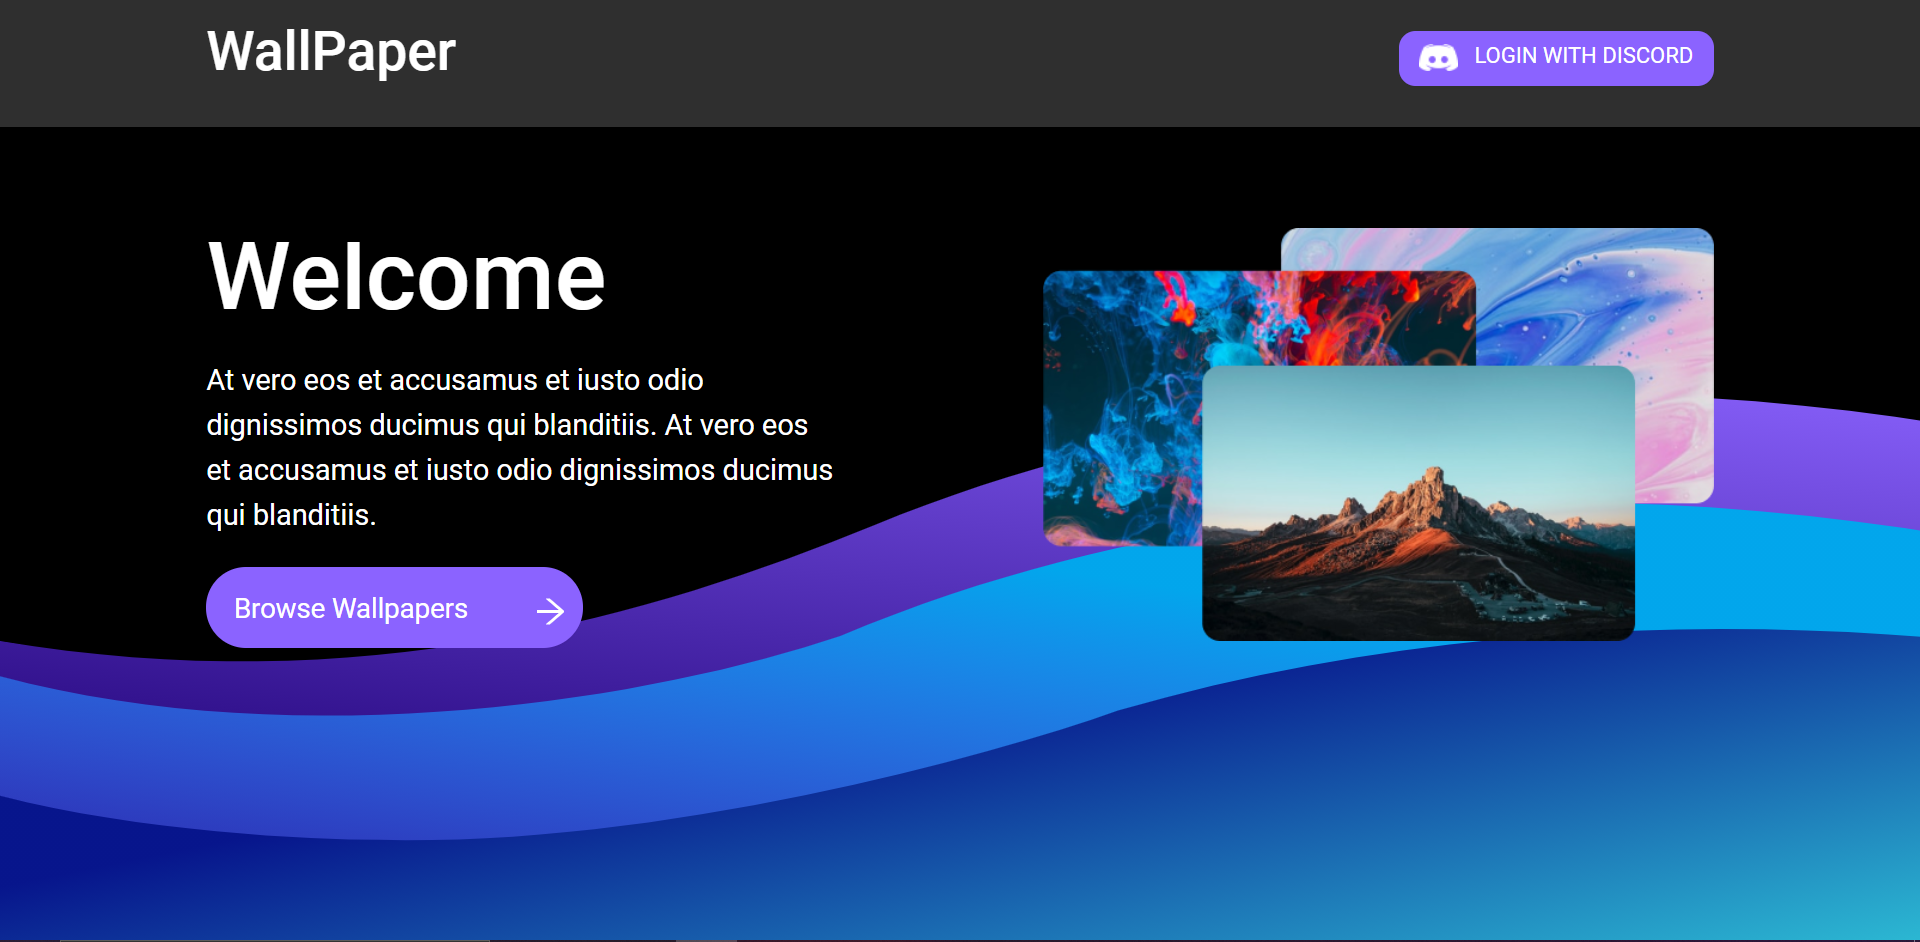 WallPaper
LOGIN WITH DISCORD
Welcome
At vero eos et accusamus et iusto odio
dignissimos ducimus qui blanditiis. At vero eos
et accusamus et iusto odio dignissimos ducimus
qui blanditiis.
Browse Wallpapers